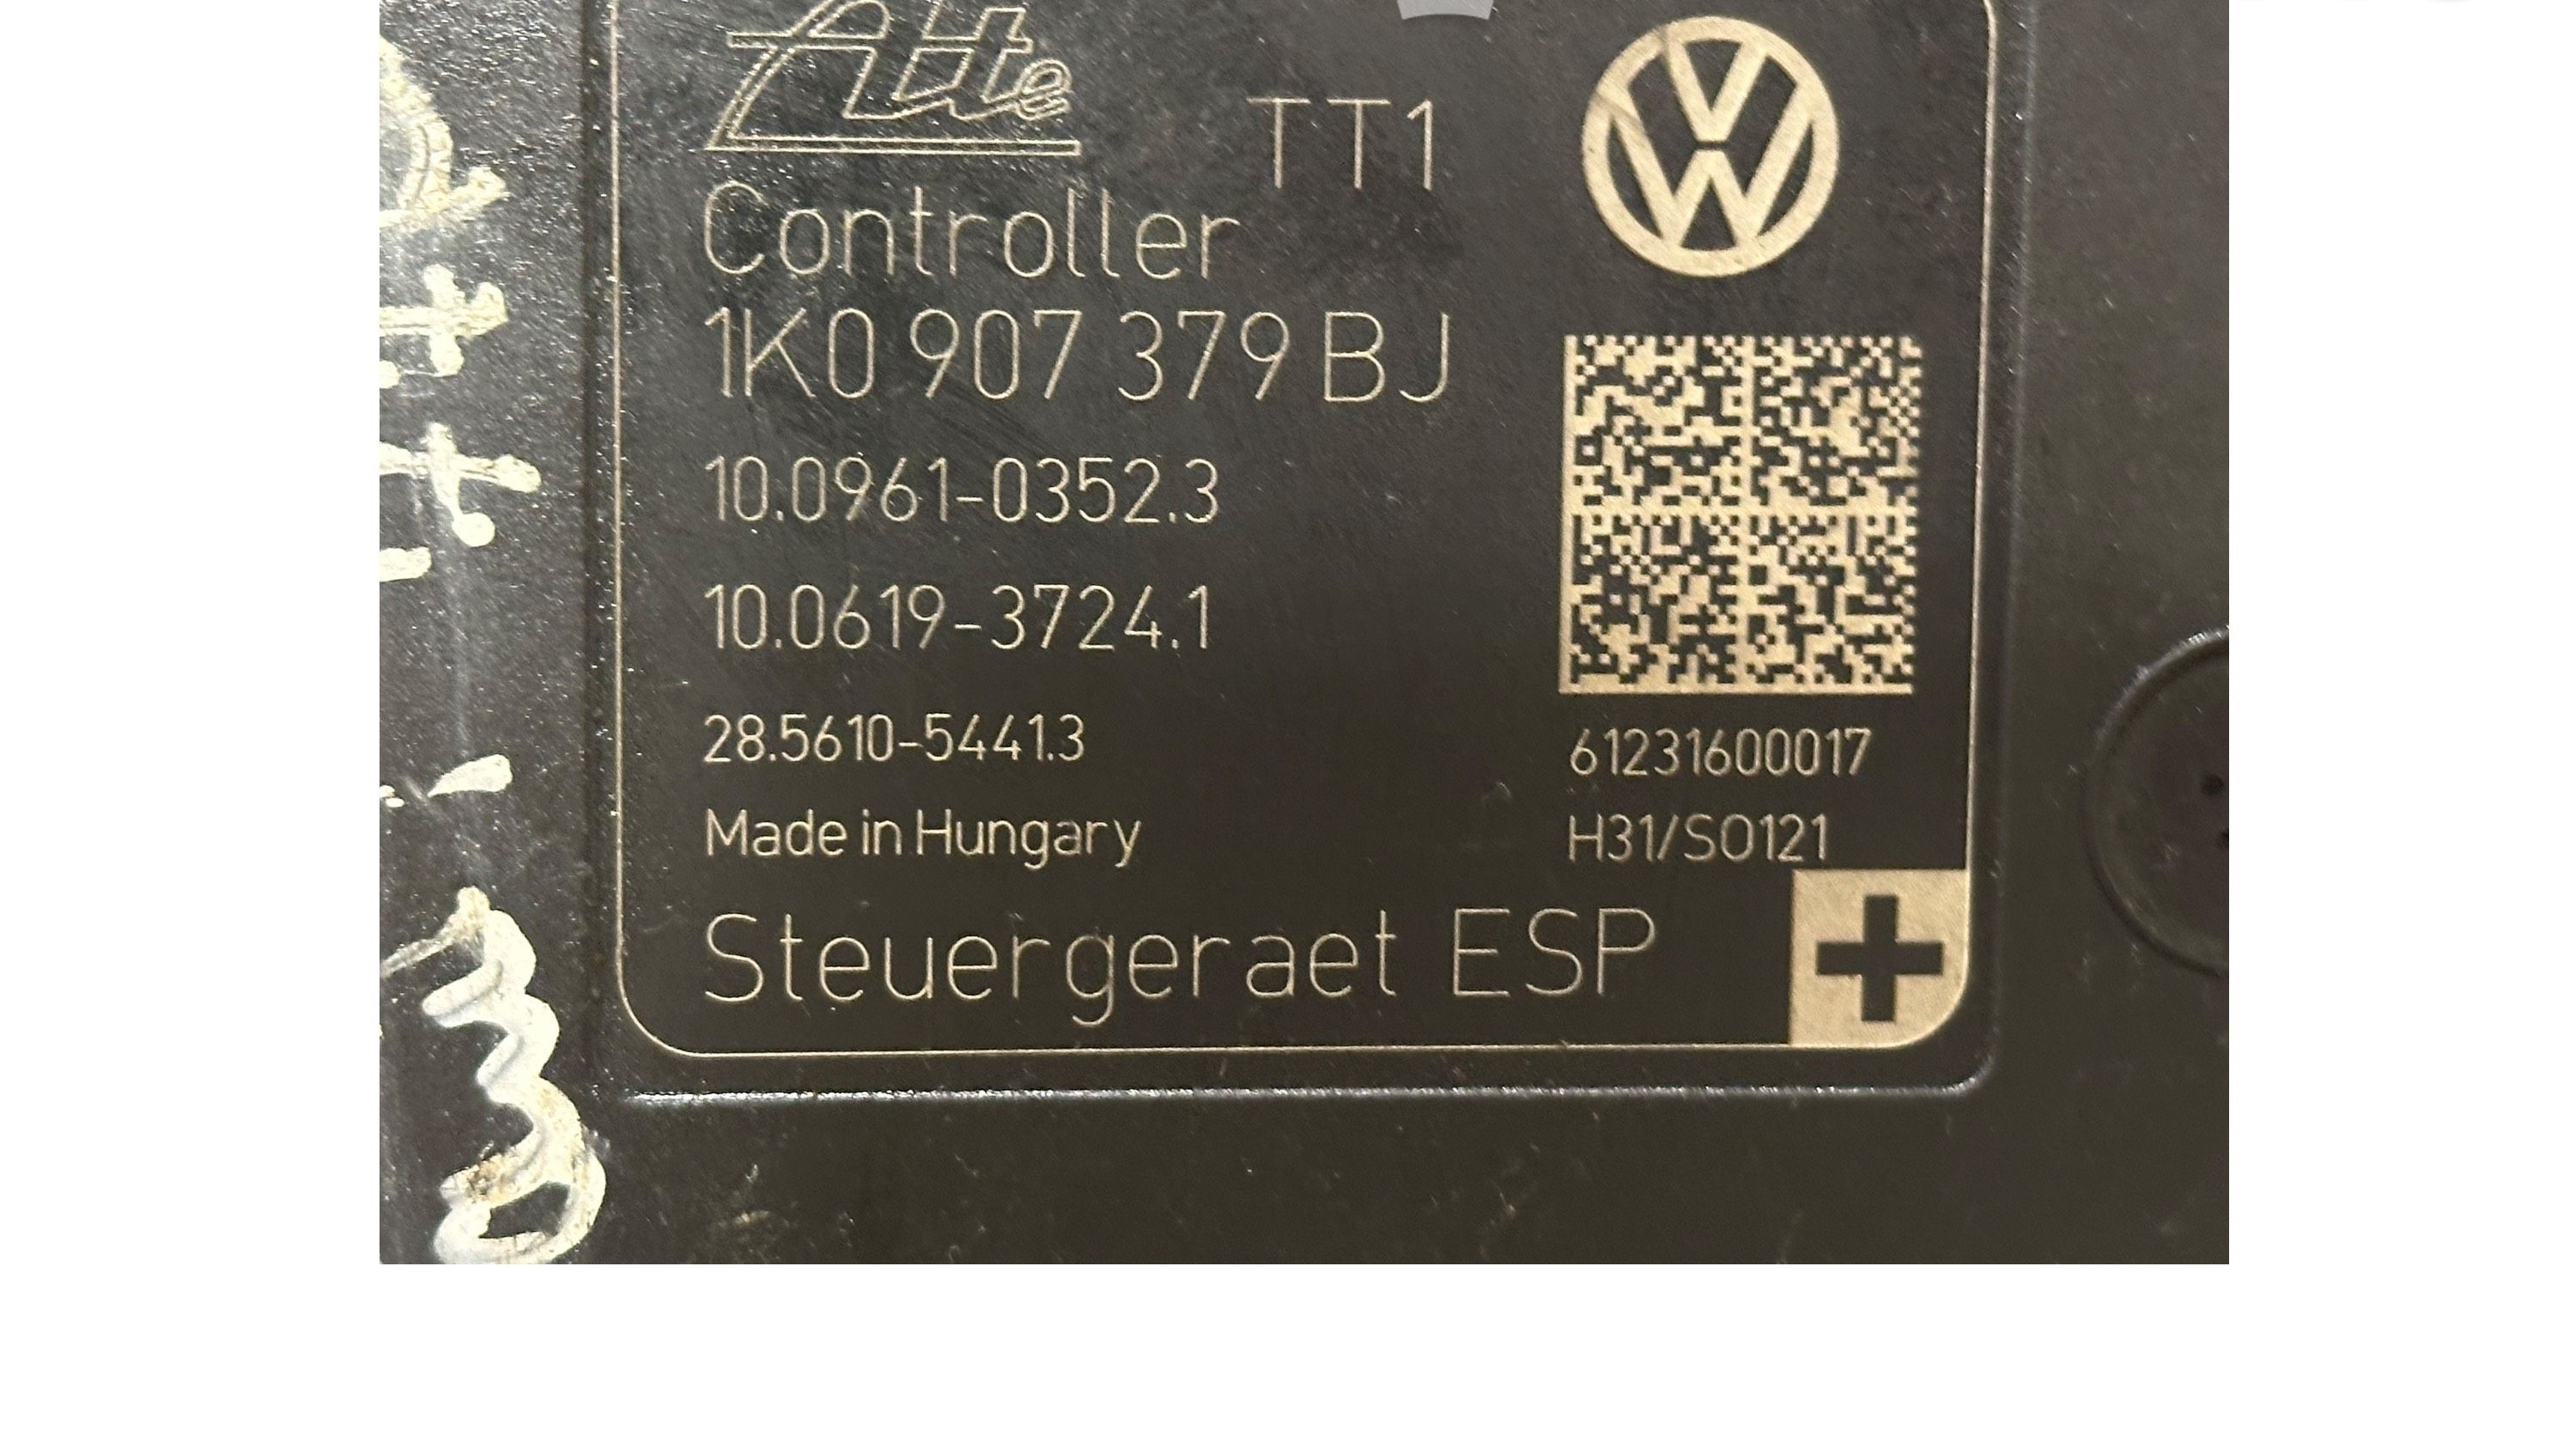 Ate
TT1
Controller
1K0 907 379 BJ
10.0961-0352.3
10.0619-3724.1
28.5610-5441.3
61231600017
Made in Hungary
H31/SO121
Steuergeraet ESP